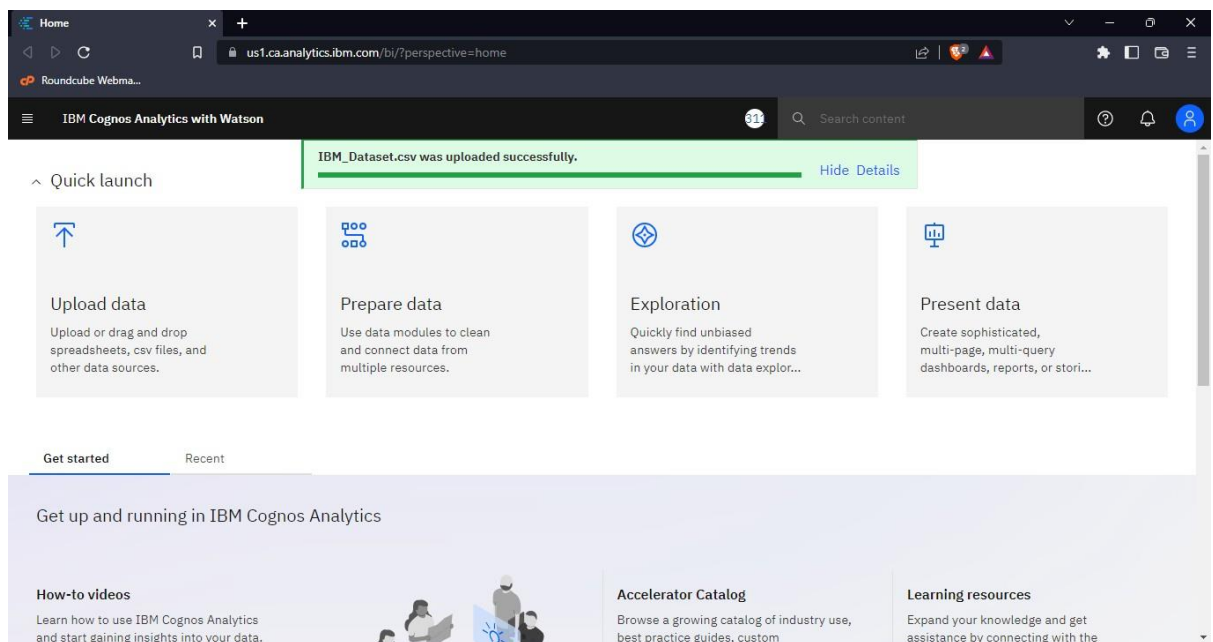 Home
us1.ca.analytics.ibm.com/bi/?perspective=home
2
cP Roundcube Webma...
IBM Cognos Analytics with Watson
311
Search content
IBM_Dataset.csv was uploaded successfully.
Hide Details
Quick launch
Upload data
Upload or drag and drop
spreadsheets, csv files, and
other data sources.
Prepare data
Use data modules to clean
and connect data from
multiple resources.
Exploration
Quickly find unbiased
answers by identifying trends
in your data with data explor...
Present data
Create sophisticated,
multi-page, multi-query
dashboards, reports, or stori...
Get started
Recent
Get up and running in IBM Cognos Analytics
How-to videos
Learn how to use IBM Cognos Analytics
and start gaining insights into your data.
Accelerator Catalog
Browse a growing catalog of industry use,
best practice guides, custom
Learning resources
Expand your knowledge and get
assistance by connecting with the